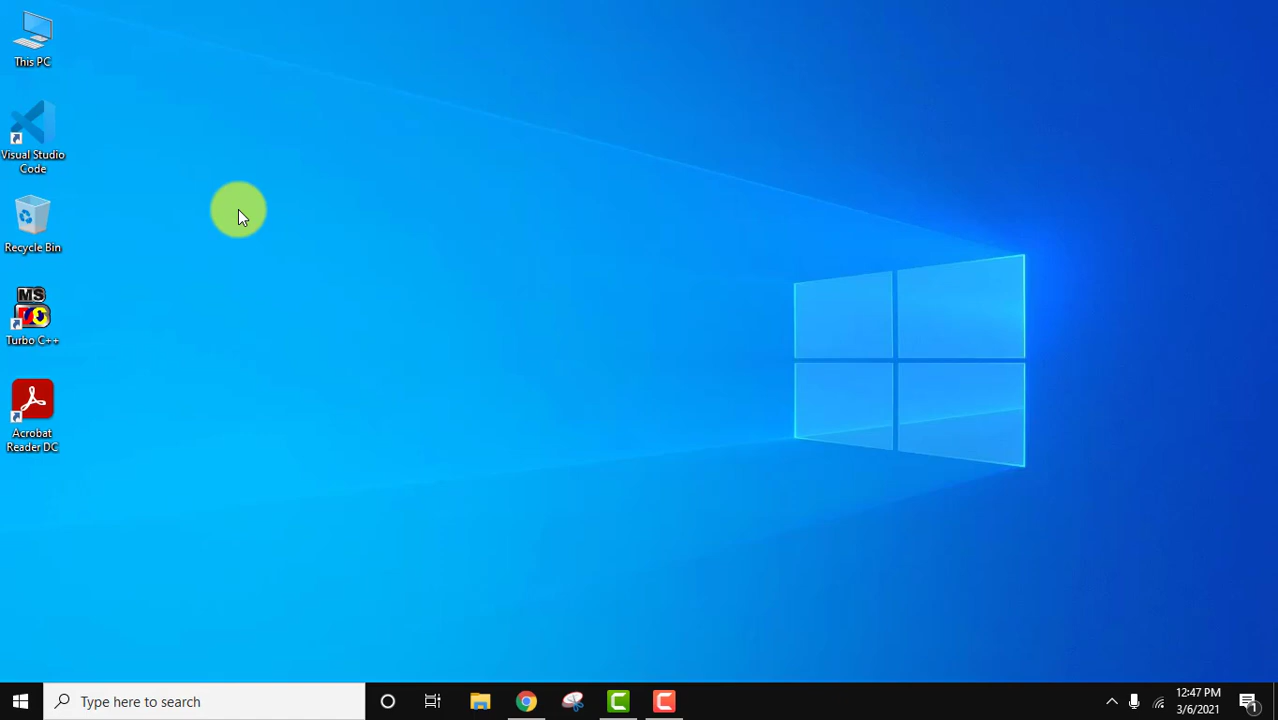 This PC
Visual Studio
Code
Recycle Bin
MS
Turbo C++
Acrobat
Reader DC
Type here to search
12:47 PM
3/6/2021
1